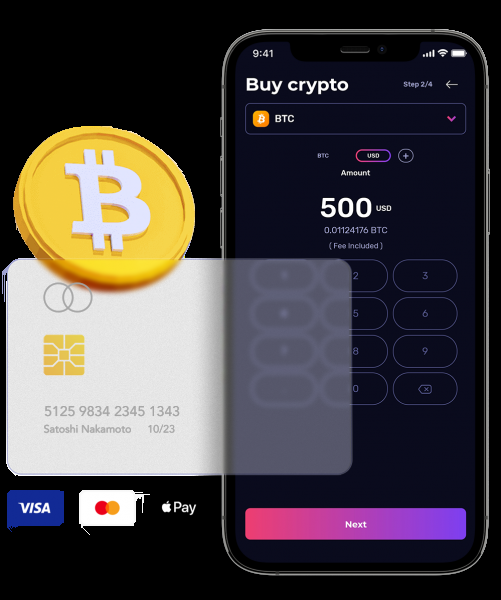 9:41
Buy crypto
Step 2/4
BTC
BTC
USD
Amount
500 USD
0.01124176 BTC
( Fee Included )
2
3
5
6
8
9
0
5125 9834 2345 1343
Satoshi Nakamoto 10/23
VISA
Pay
Next